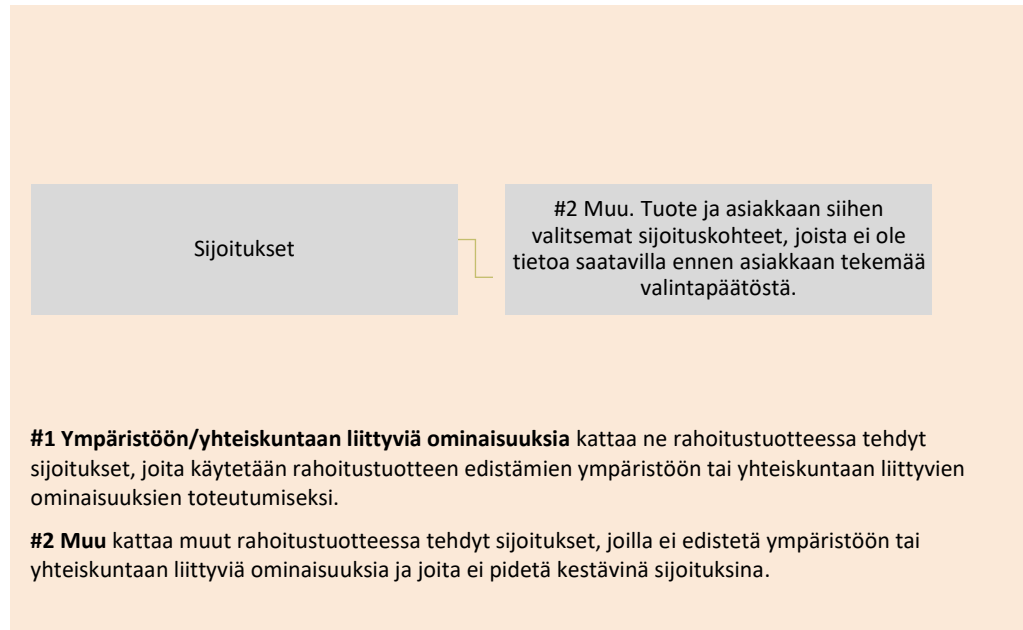 Sijoitukset
#2 Muu. Tuote ja asiakkaan siihen
valitsemat sijoituskohteet, joista ei ole
tietoa saatavilla ennen asiakkaan tekemää
valintapäätöstä.
#1 Ympäristöön/yhteiskuntaan liittyviä ominaisuuksia kattaa ne rahoitustuotteessa tehdyt
sijoitukset, joita käytetään rahoitustuotteen edistämien ympäristöön tai yhteiskuntaan liittyvien
ominaisuuksien toteutumiseksi.
#2 Muu kattaa muut rahoitustuotteessa tehdyt sijoitukset, joilla ei edistetä ympäristöön tai
yhteiskuntaan liittyviä ominaisuuksia ja joita ei pidetä kestävinä sijoituksina.